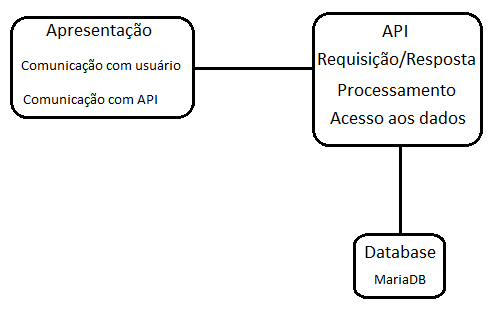 Apresentação
Comunicação com usuário
Comunicação com API
API
Requisição/Resposta
Processamento
Acesso aos dados
Database
MariaDB